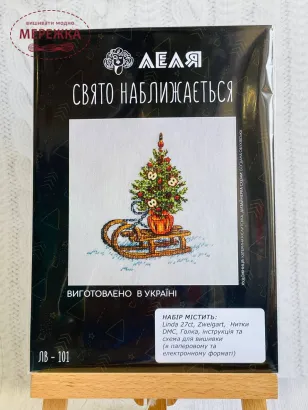 вишивати модно
МЕРЕЖКА
ЛЕЛЯ
СВЯТО НАБЛИЖАЄТЬСЯ
ВИГОТОВЛЕНО В УКРАЇНІ
НАБІР МІСТИТЬ:
Linda 27ct, Zweigart, Нитки
DMC, Голка, інструкція та
схема для вишивки
(в паперовому та
електронному форматі)
ЛВ - 101